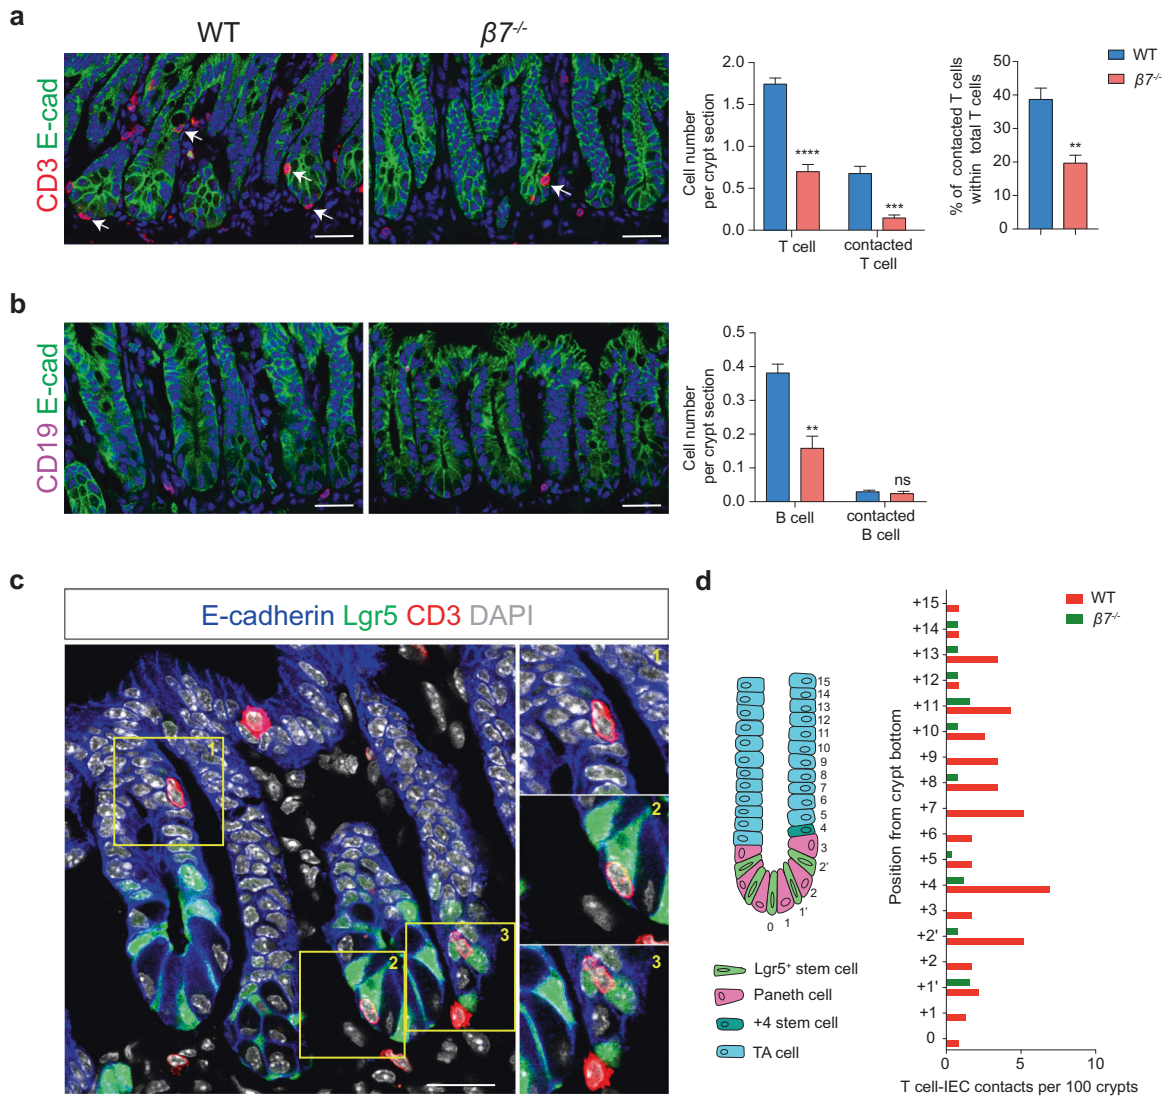 a
WT
β7-/-
CD3 E-cad
2.0
1.5
1.0
0.5
0.0
Cell number
per crypt section
****
***
T cell
contacted
T cell
50
40
30
20
10
0
% of contacted T cells
within total T cells
**
WT
β7-/-
b
CD19 E-cad
0.5
0.4
0.3
0.2
0.1
0.0
Cell number
per crypt section
**
ns
B cell
contacted
B cell
c
E-cadherin Lgr5 CD3 DAPI
1
2
3
1
2
3
d
15
14
13
12
11
10
9
8
7
6
5
4
3
2'
2
1'
1
0
Lgr5+ stem cell
Paneth cell
+4 stem cell
TA cell
WT
β7-/-
Position from crypt bottom
+15
+14
+13
+12
+11
+10
+9
+8
+7
+6
+5
+4
+3
+2'
+2
+1'
+1
0
0
5
10
T cell-IEC contacts per 100 crypts